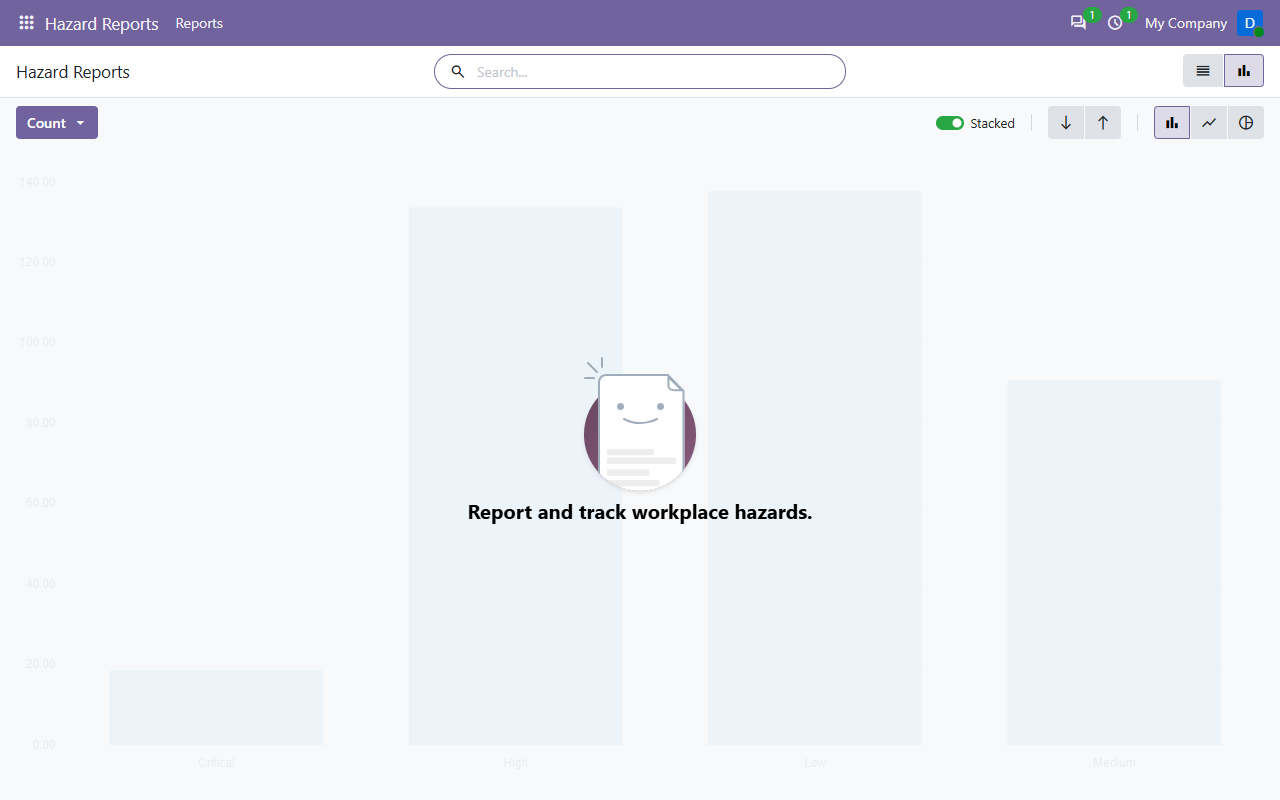 Hazard Reports Reports 1 1 My Company D
Hazard Reports Search...
Count Stacked
140.00
120.00
100.00
80.00
60.00
40.00
20.00
0.00
Report and track workplace hazards.
Critical High Low Medium